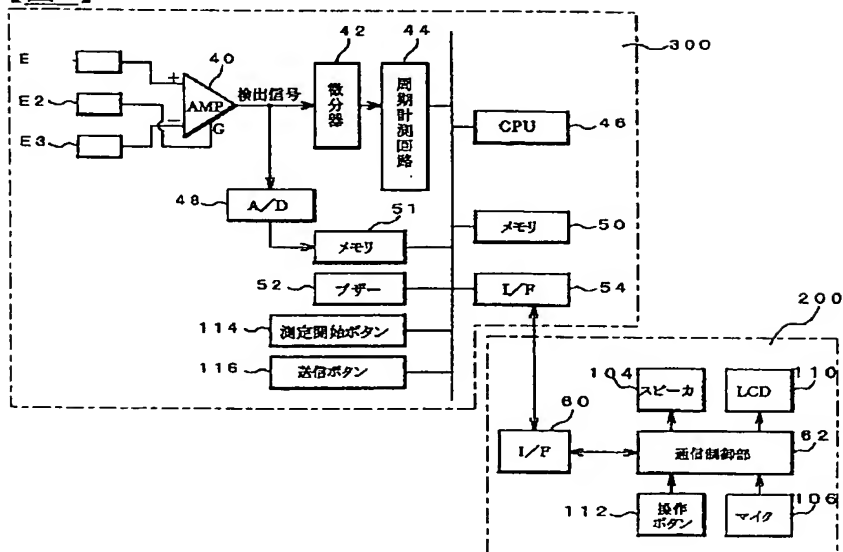 42
44
300
E
40
微分器
周期計測回路
+
検出信号
E2
AMP
CPU
46
−
G
E3
48
A/D
51
メモリ
50
メモリ
52
ブザー
I/F
54
200
114
測定開始ボタン
104
スピーカ
LCD
110
116
送信ボタン
60
I/F
通信制御部
62
112
操作ボタン
マイク
106